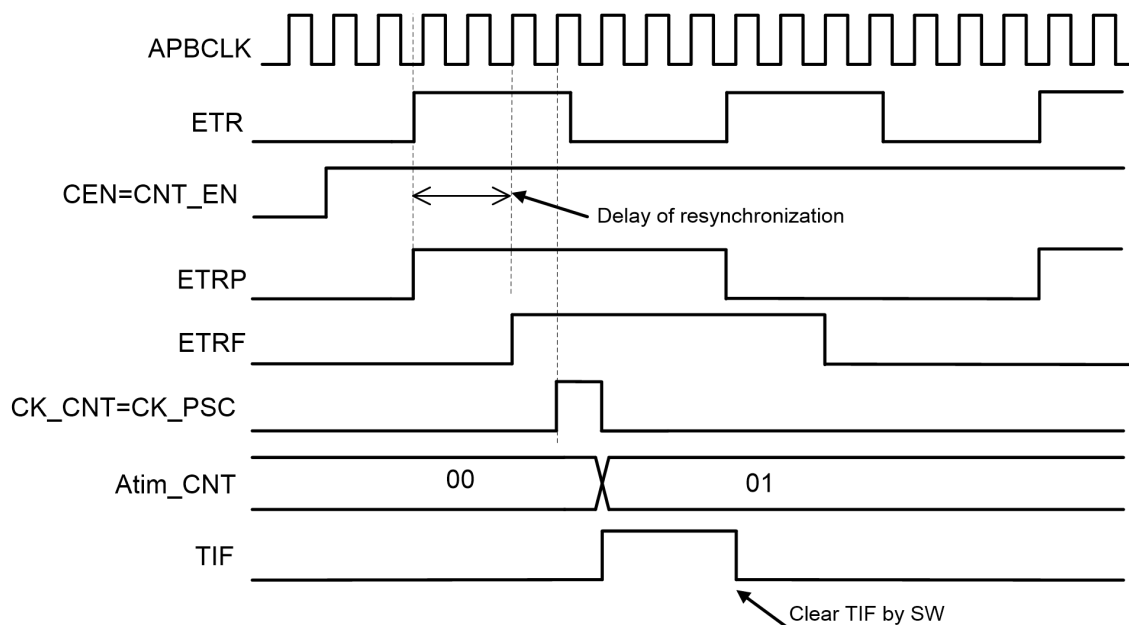 APBCLK
ETR
CEN=CNT_EN
Delay of resynchronization
ETRP
ETRF
CK_CNT=CK_PSC
Atim_CNT
00
01
TIF
Clear TIF by SW